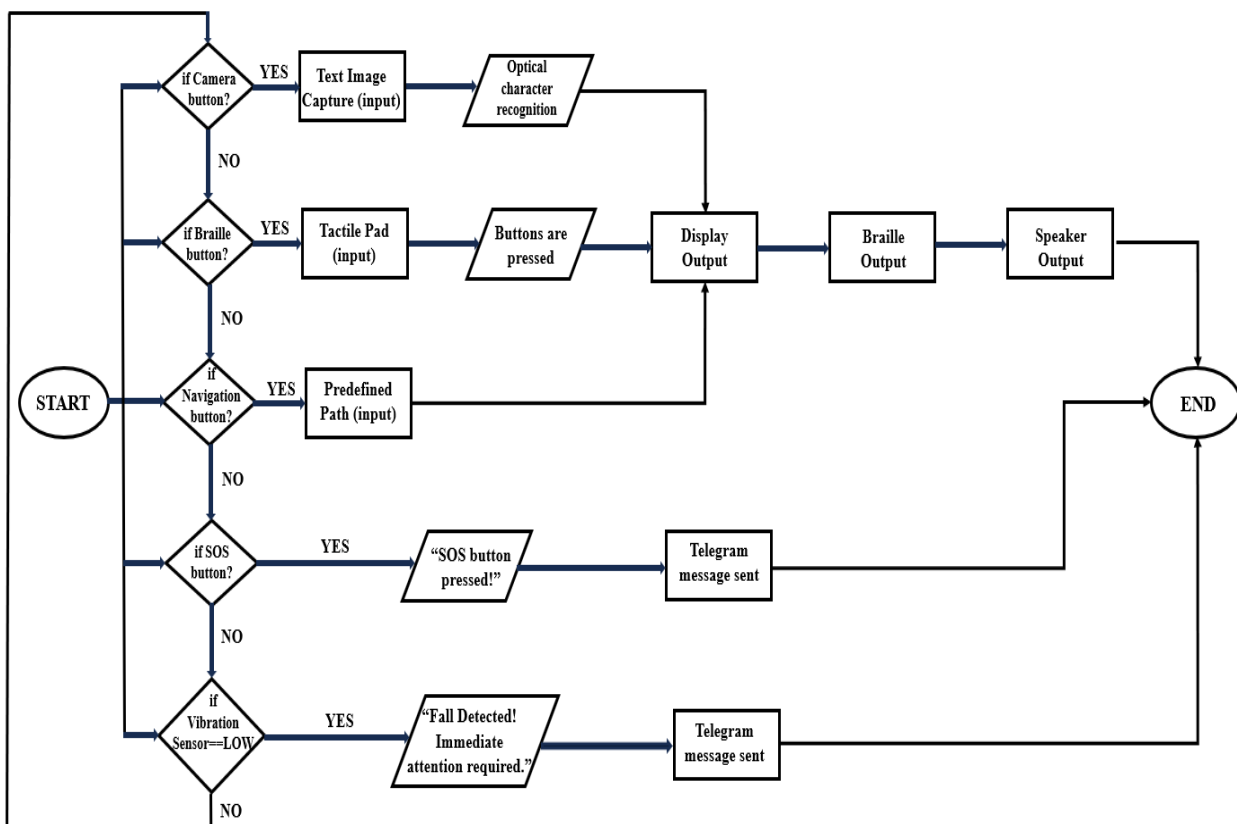 if Camera
button?
YES
Text Image
Capture (input)
Optical
character
recognition
NO
if Braille
button?
YES
Tactile Pad
(input)
Buttons are
pressed
Display
Output
Braille
Output
Speaker
Output
NO
START
if
Navigation
button?
YES
Predefined
Path (input)
END
NO
if SOS
button?
YES
“SOS button
pressed!”
Telegram
message sent
NO
if
Vibration
Sensor==LOW
YES
“Fall Detected!
Immediate
attention required.”
Telegram
message sent
NO